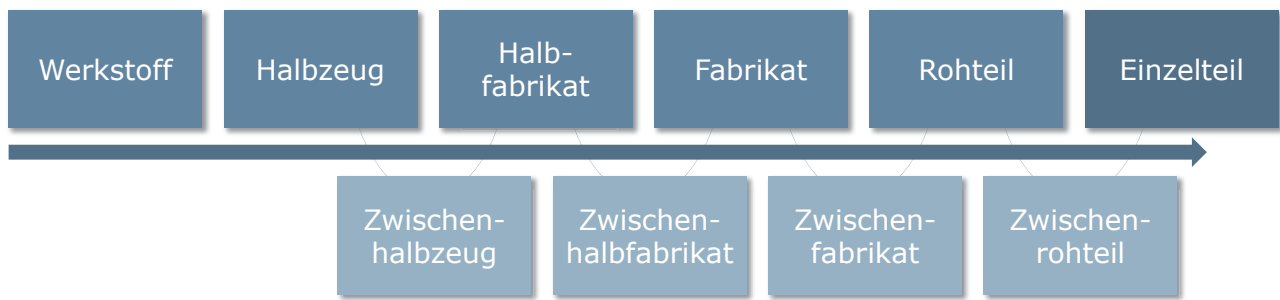 Werkstoff
Halbzeug
Halb-
fabrikat
Fabrikat
Rohteil
Einzelteil
Zwischen-
halbzeug
Zwischen-
halbfabrikat
Zwischen-
fabrikat
Zwischen-
rohteil